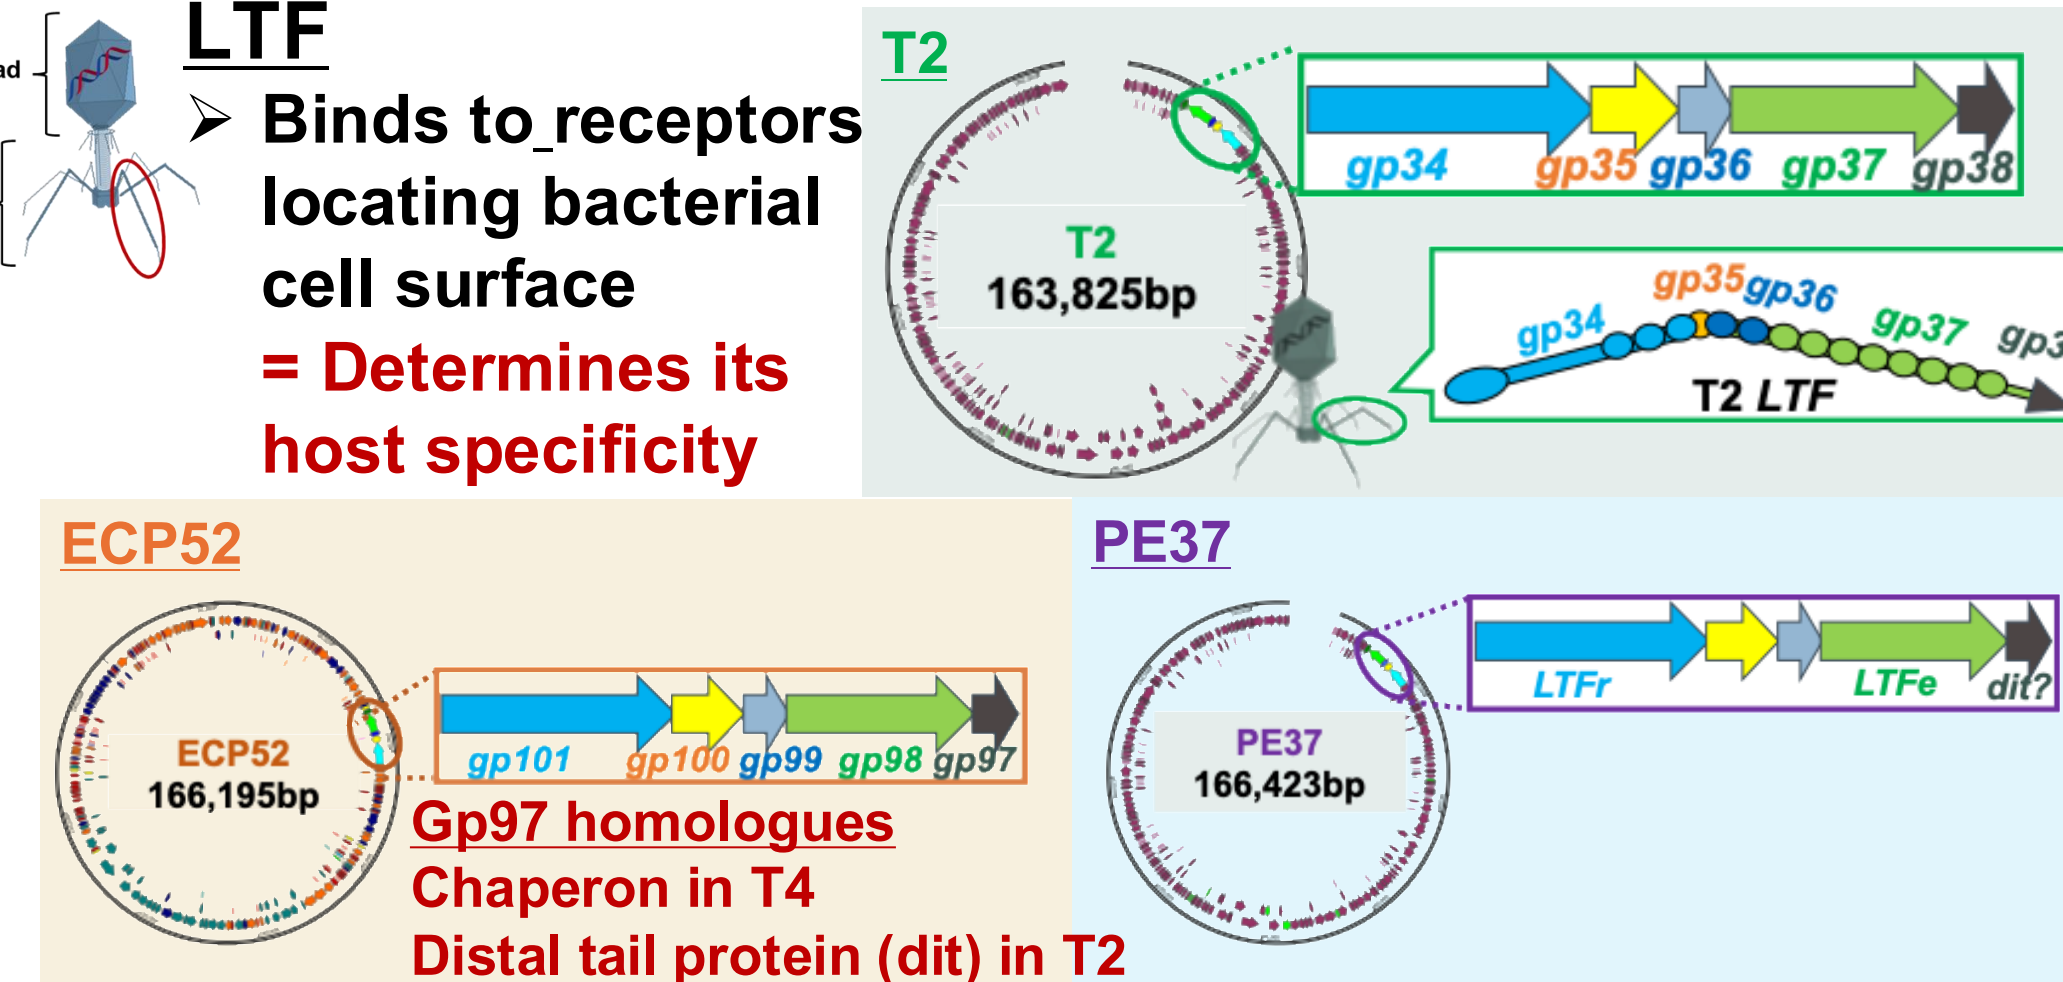 LTF
➢ Binds to receptors
locating bacterial
cell surface
= Determines its
host specificity
T2
gp34 gp35 gp36 gp37 gp38
T2
163,825bp
gp34 gp35 gp36 gp37
T2 LTF
ECP52
ECP52
166,195bp
gp101 gp100 gp99 gp98 gp97
Gp97 homologues
Chaperon in T4
Distal tail protein (dit) in T2
PE37
PE37
166,423bp
LTFr LTFe dit?